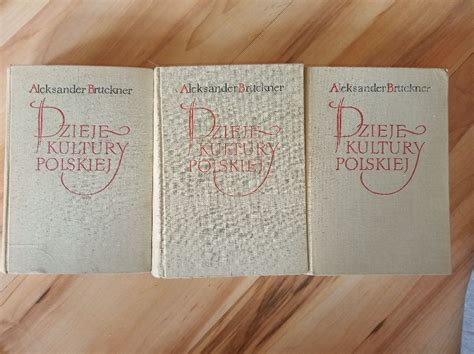 Aleksander Brückner
DZIEJE
KULTURY
POLSKIEJ
Aleksander Brückner
DZIEJE
KULTURY
POLSKIEJ
Aleksander Brückner
DZIEJE
KULTURY
POLSKIEJ